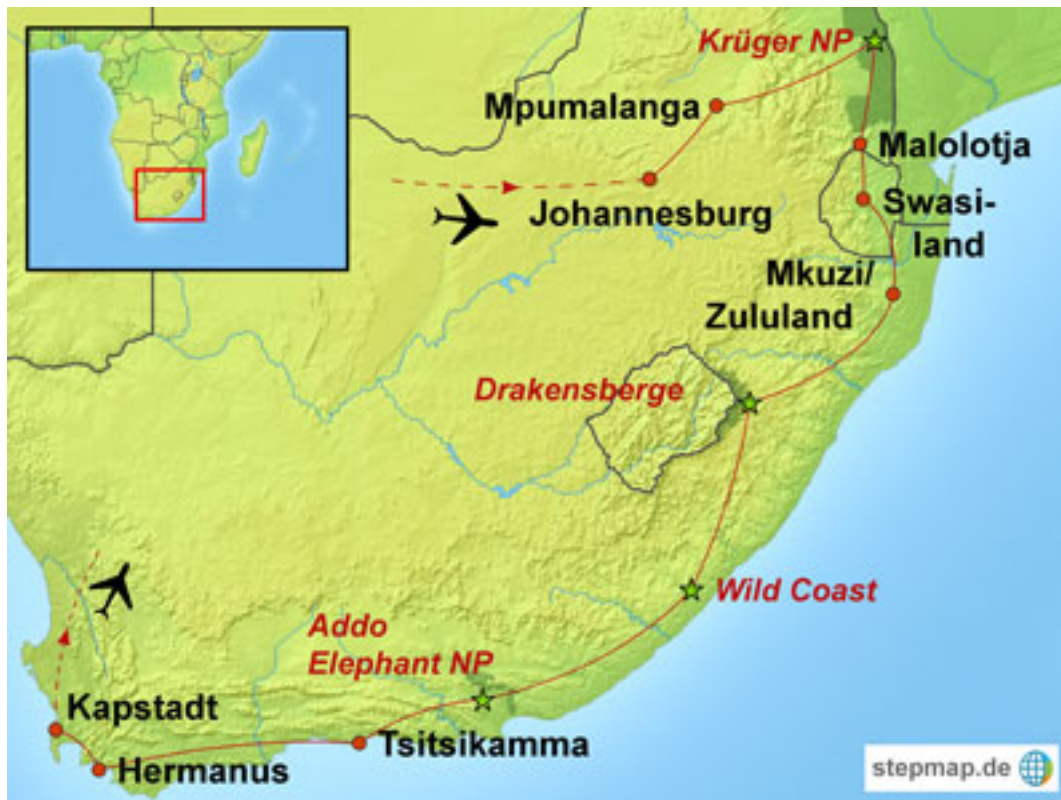 Krüger NP
Mpumalanga
Malolotja
Johannesburg
Swasi-
land
Mkuzi/
Zululand
Drakensberge
Wild Coast
Addo
Elephant NP
Kapstadt
Tsitsikamma
Hermanus
stepmap.de